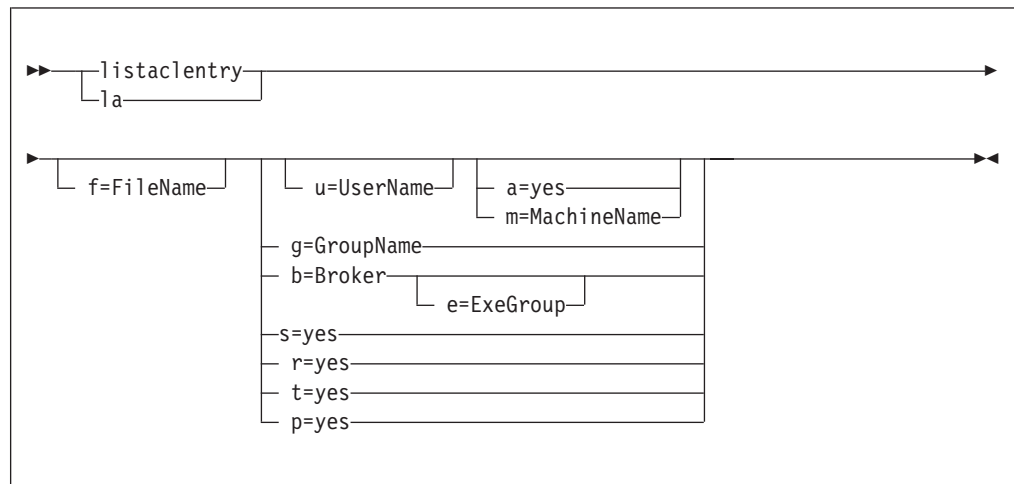 listaclentry
la
f=FileName
u=UserName
a=yes
m=MachineName
g=GroupName
b=Broker
e=ExeGroup
s=yes
r=yes
t=yes
p=yes